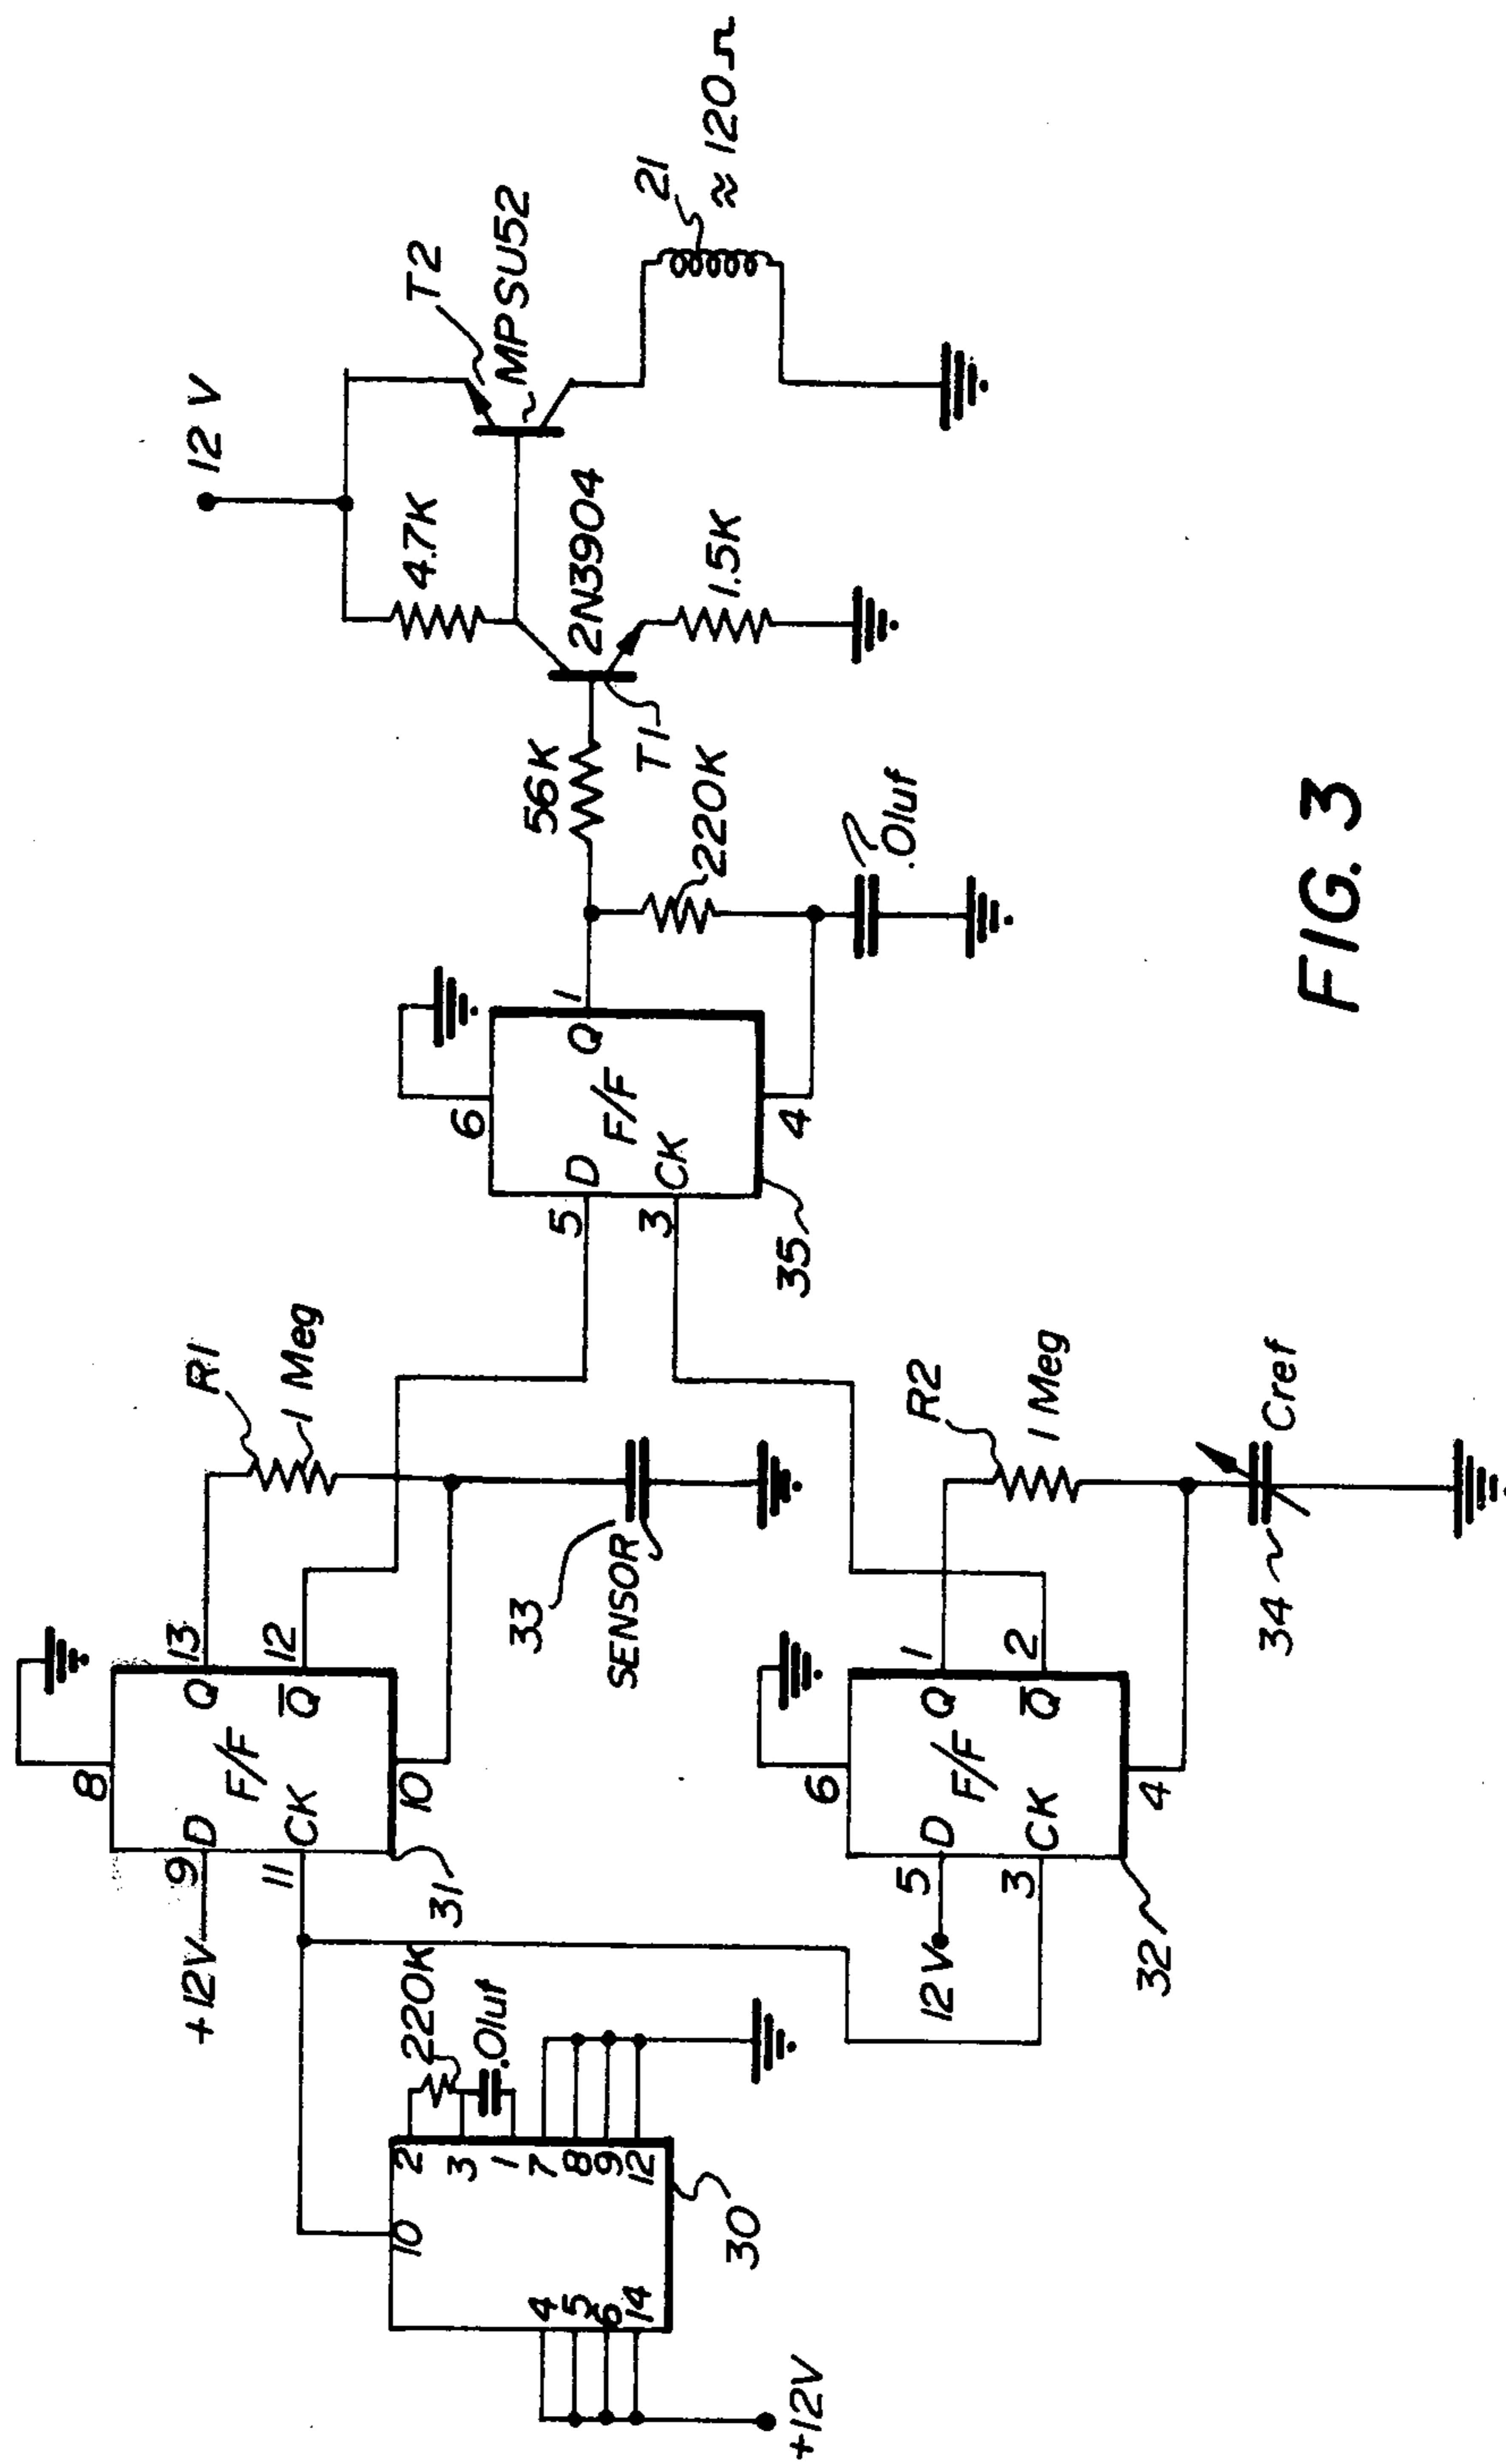 12 V
T2
MPSU52
21
≈ 120 Ω
4.7K
2N3904
1.5K
56K
T1
220K
.01uf
6
Q
1
D
F/F
CK
5
3
4
35
R1
1 Meg
8
+12V
9
D
Q
13
F/F
11
CK
Q̅
12
10
31
33
SENSOR
R2
1 Meg
6
12V
5
D
Q
1
F/F
3
CK
Q̅
2
4
32
34
Cref
10
220K
.01uf
2
3
1
7
8
9
12
4
5
6
14
30
+12V
FIG. 3